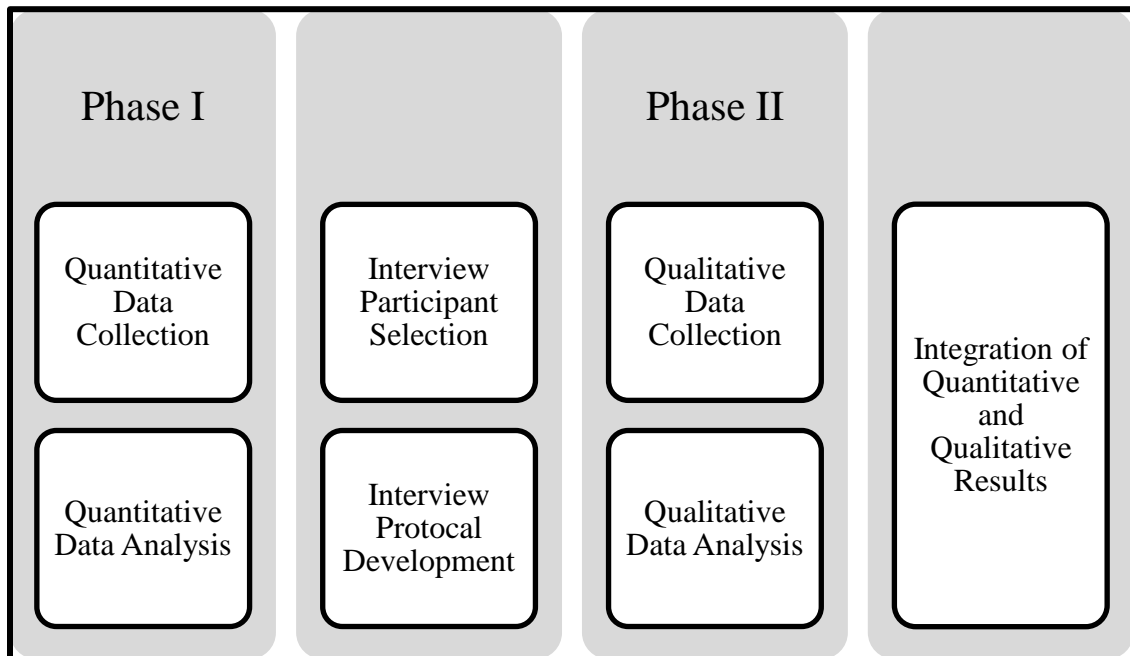 Phase I
Quantitative
Data
Collection
Quantitative
Data Analysis
Interview
Participant
Selection
Interview
Protocal
Development
Phase II
Qualitative
Data
Collection
Qualitative
Data Analysis
Integration of
Quantitative
and
Qualitative
Results